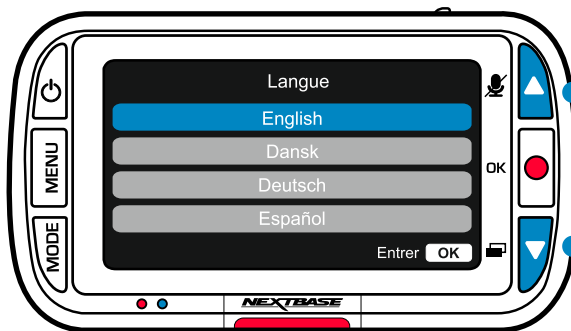 Langue
English
Dansk
Deutsch
Español
Entrer OK
MENU
MODE
OK
NEXTBASE